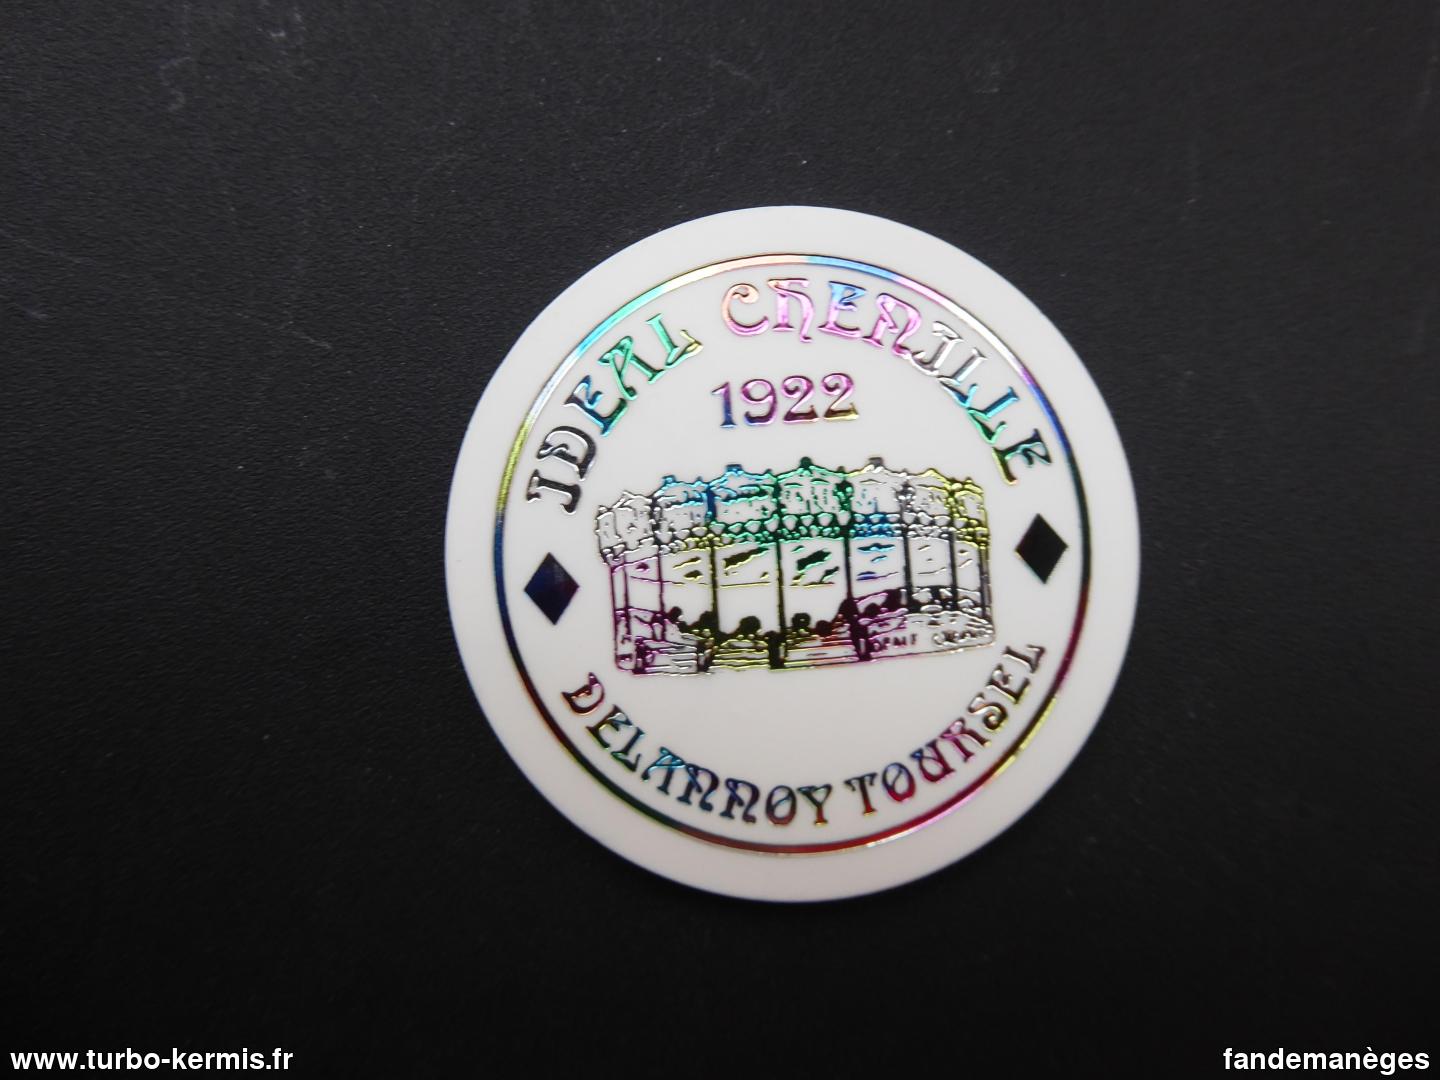 IDEAL CHENILLE
1922
DELANNOY TOURSEL
www.turbo-kermis.fr
fandemanèges